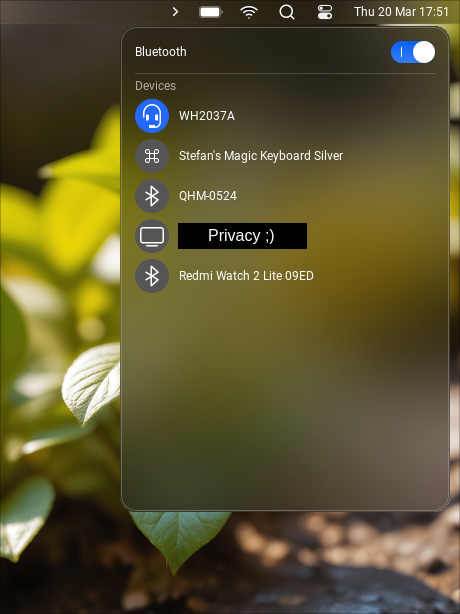 Thu 20 Mar 17:51
Bluetooth
Devices
WH2037A
Stefan's Magic Keyboard Silver
QHM-0524
Privacy ;)
Redmi Watch 2 Lite 09ED